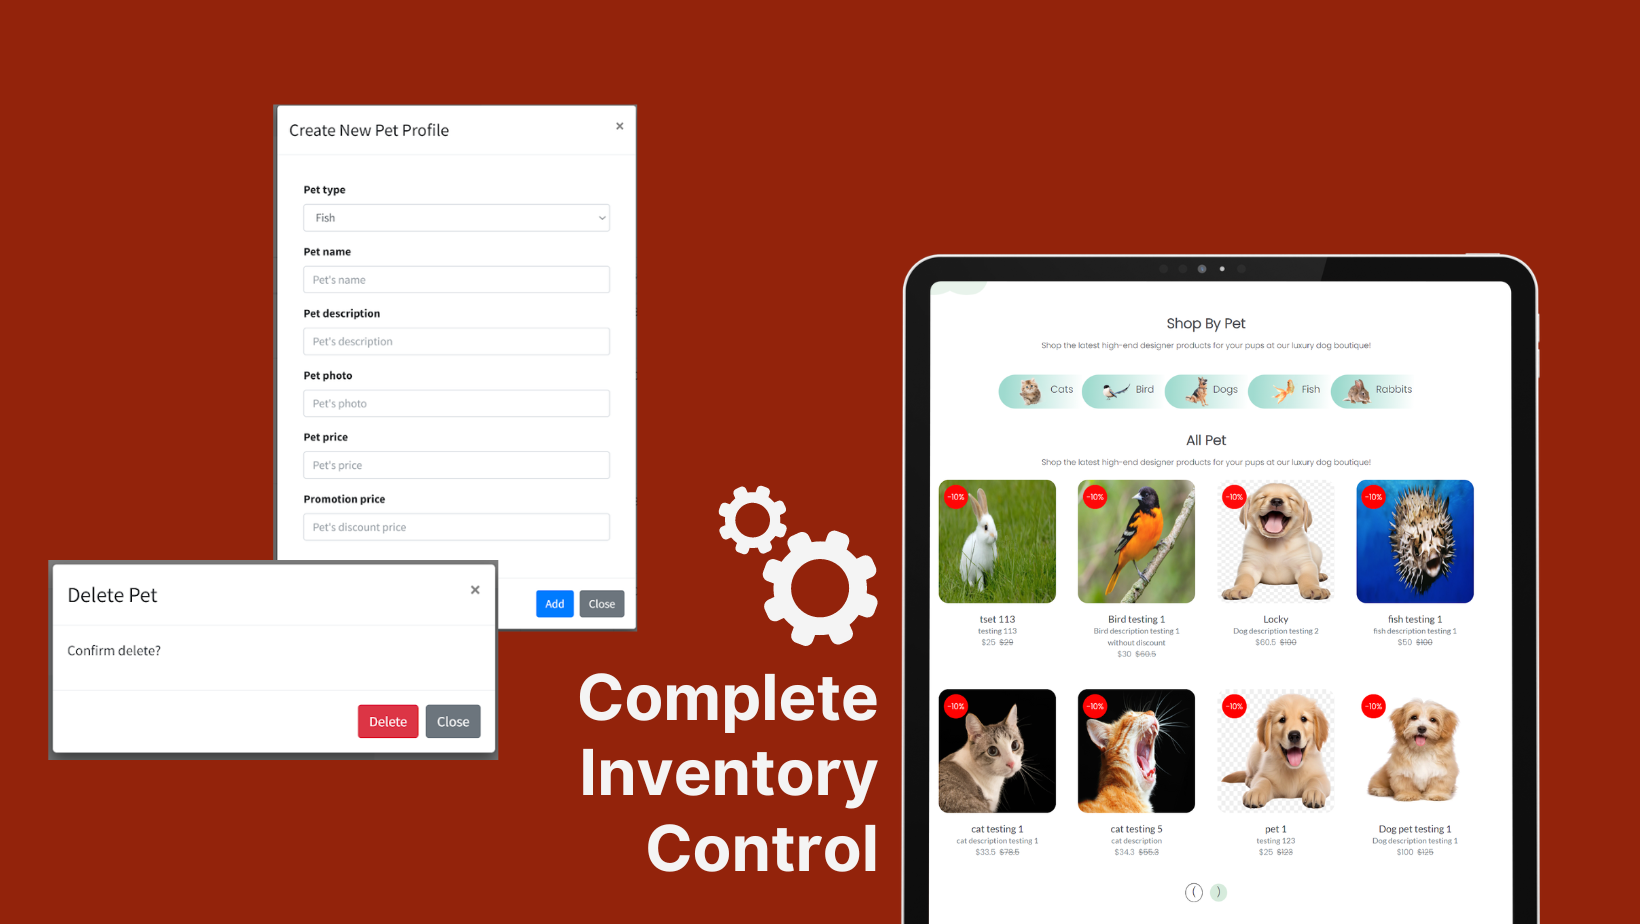 Create New Pet Profile
×
Pet type
Fish
Pet name
Pet's name
Pet description
Pet's description
Pet photo
Pet's photo
Pet price
Pet's price
Promotion price
Pet's discount price
Add Close
Delete Pet
×
Confirm delete?
Delete Close
Complete
Inventory
Control
Shop By Pet
Shop the latest high-end designer products for your pups at our luxury dog boutique!
Cats Bird Dogs Fish Rabbits
All Pet
Shop the latest high-end designer products for your pups at our luxury dog boutique!
-10% -10% -10% -10%
tset 113
testing 113
$25 $29
Bird testing 1
Bird description testing 1
without discount
$30 $60.5
Locky
Dog description testing 2
$60.5 $100
fish testing 1
fish description testing 1
$50 $100
-10% -10% -10% -10%
cat testing 1
cat description testing 1
$33.5 $78.5
cat testing 5
cat description
$34.3 $55.3
pet 1
testing 123
$25 $123
Dog pet testing 1
Dog description testing 1
$100 $125